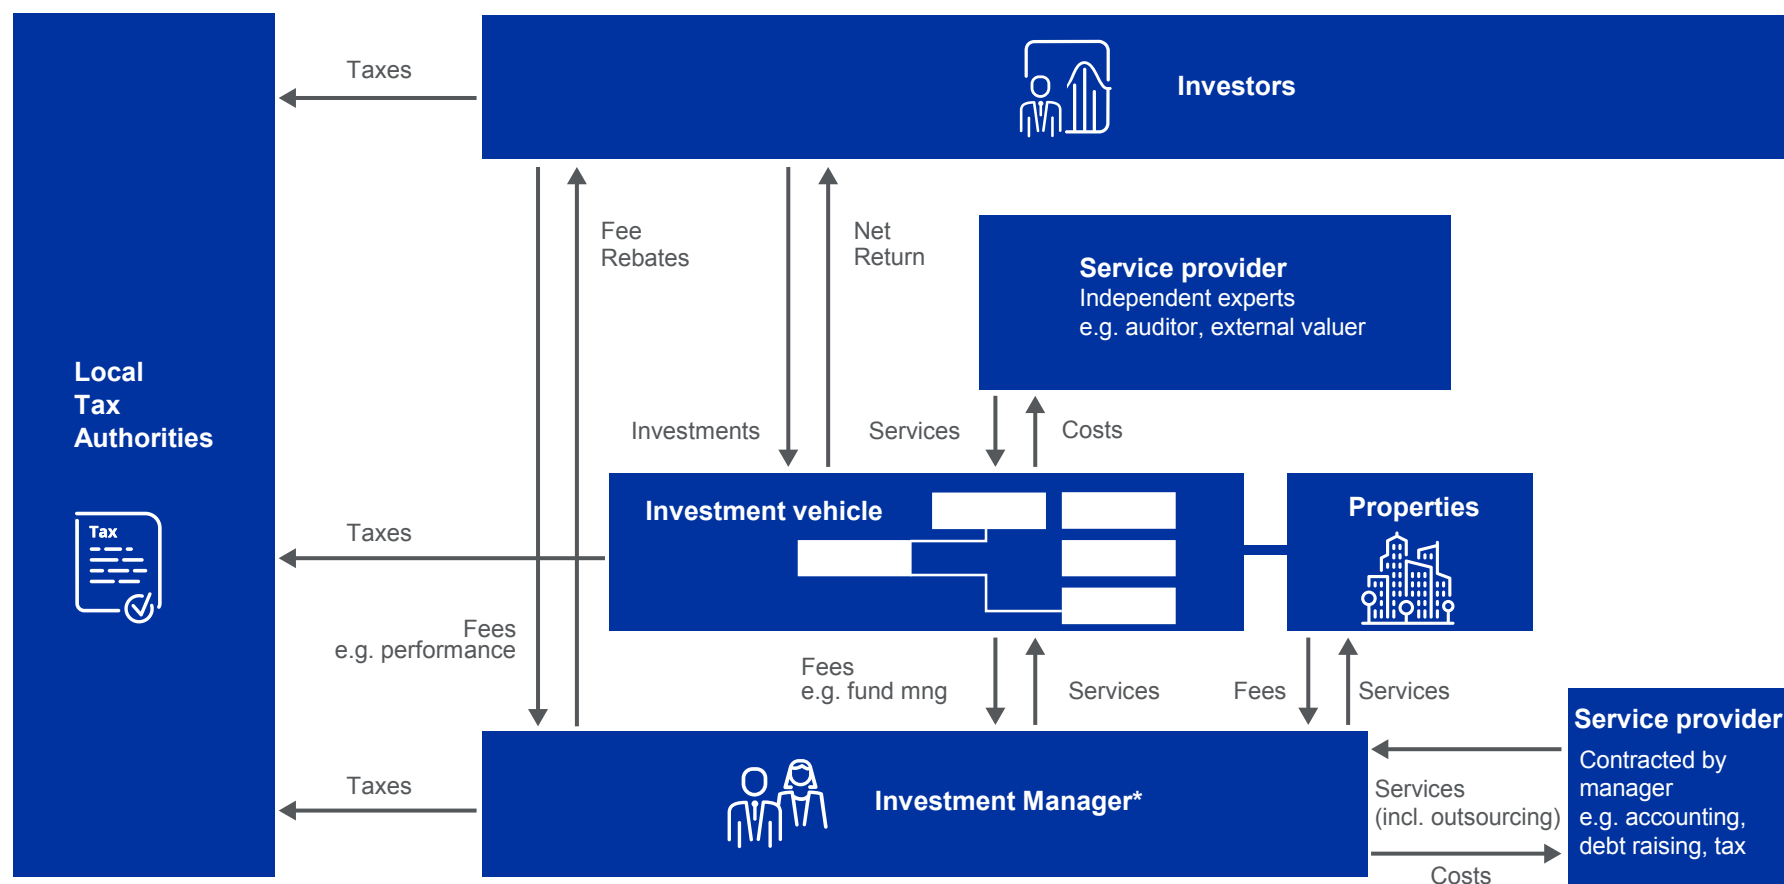 Taxes
Investors
Fee
Rebates
Net
Return
Service provider
Independent experts
e.g. auditor, external valuer
Local
Tax
Authorities
Investments
Services
Costs
Investment vehicle
Properties
Tax
Taxes
Fees
e.g. performance
Fees
e.g. fund mng
Services
Fees
Services
Service provider
Contracted by
manager
e.g. accounting,
debt raising, tax
Taxes
Investment Manager*
Services
(incl. outsourcing)
Costs